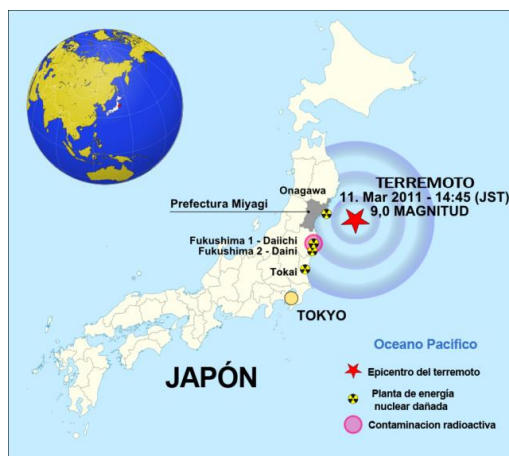 Onagawa
TERREMOTO
11. Mar 2011 - 14:45 (JST)
9,0 MAGNITUD
Prefectura Miyagi
Fukushima 1 - Daiichi
Fukushima 2 - Daini
Tokai
TOKYO
JAPÓN
Oceano Pacifico
Epicentro del terremoto
Planta de energía
nuclear dañada
Contaminacion radioactiva